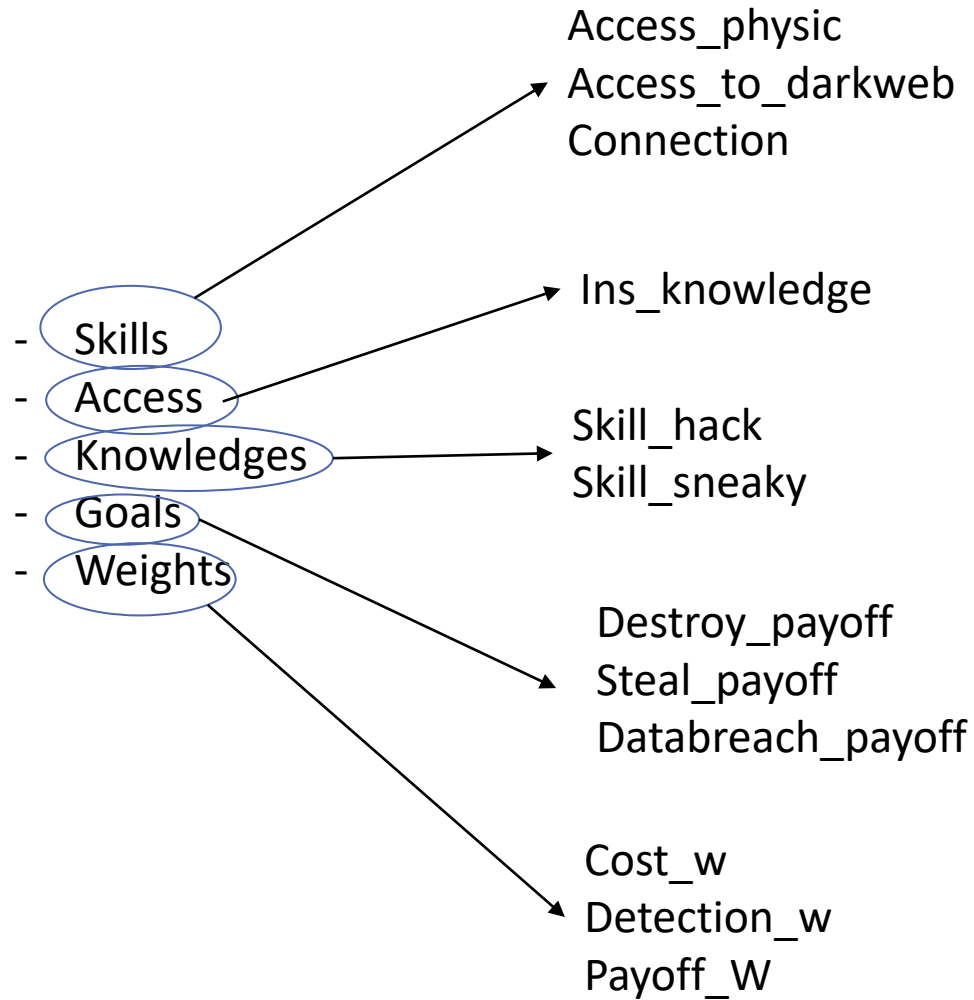 - Skills
- Access
- Knowledges
- Goals
- Weights
Access_physic
Access_to_darkweb
Connection
Ins_knowledge
Skill_hack
Skill_sneaky
Destroy_payoff
Steal_payoff
Databreach_payoff
Cost_w
Detection_w
Payoff_W